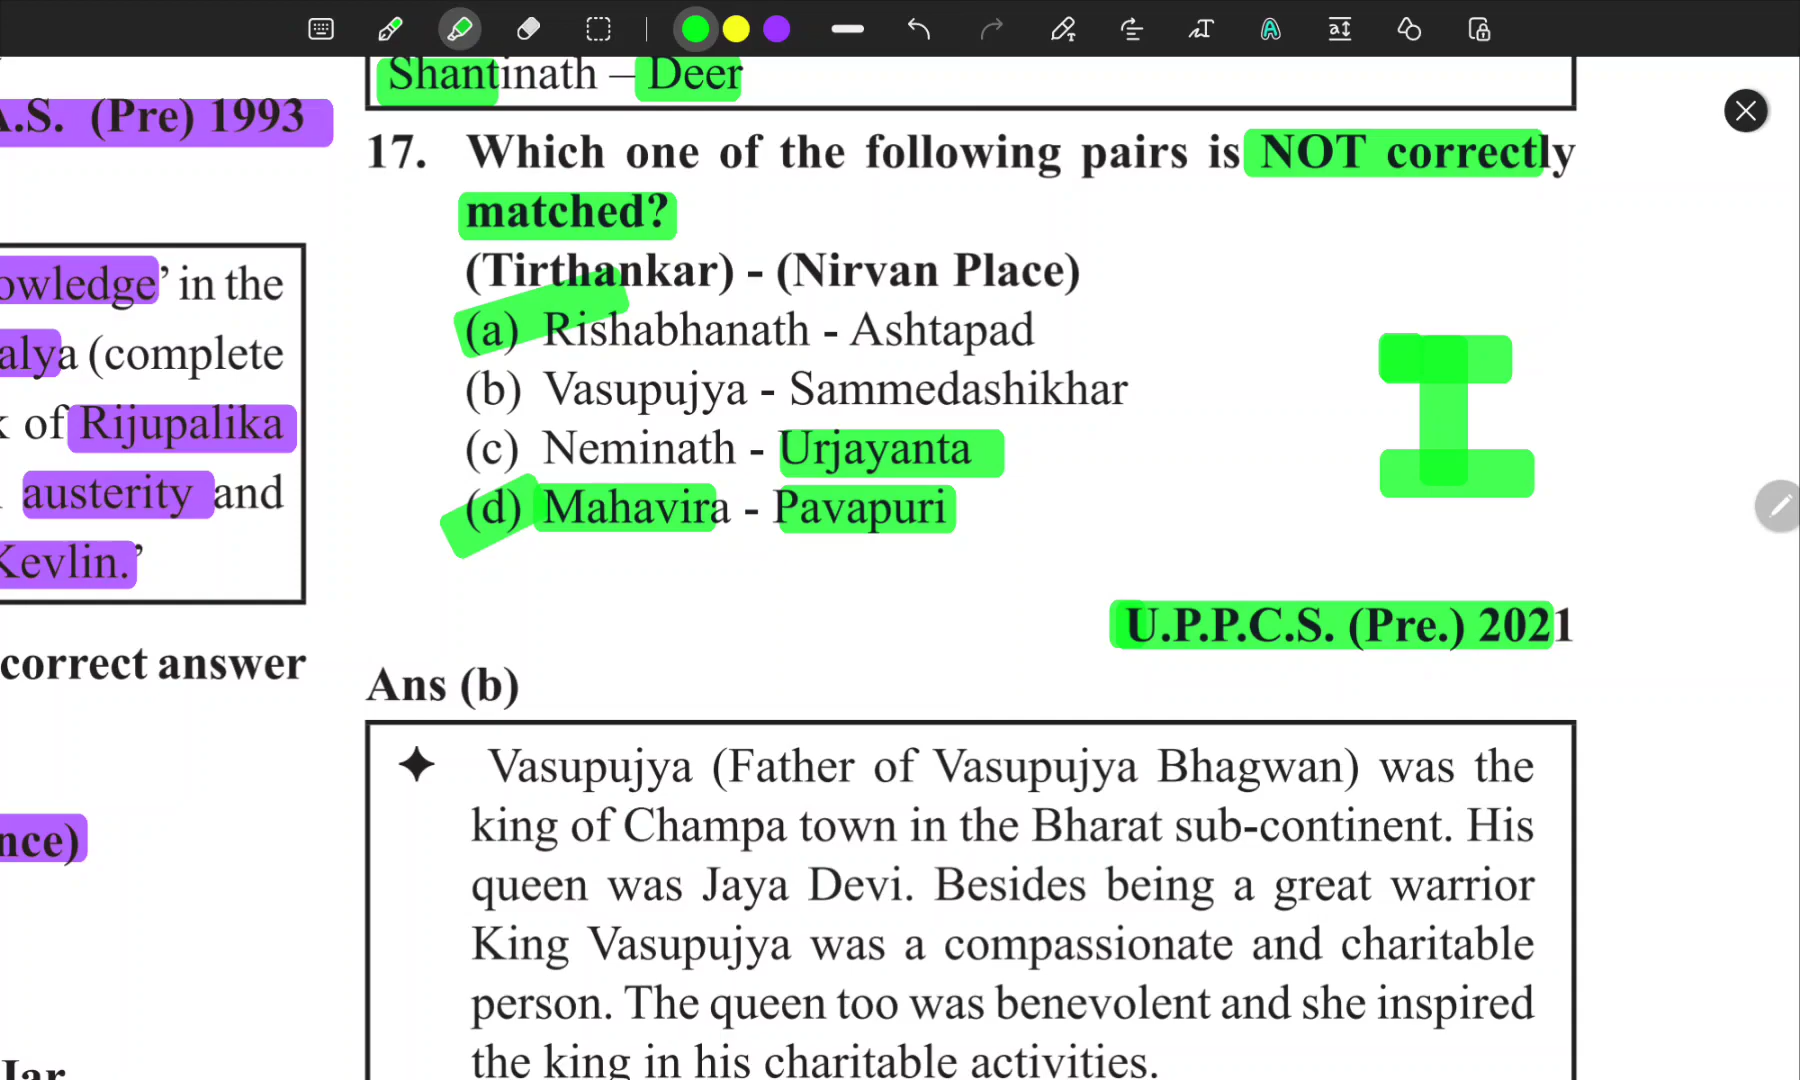 A.S. (Pre) 1993
owledge’ in the
alya (complete
k of Rijupalika
austerity and
Kevlin.’
correct answer
nce)
Shantinath – Deer
17. Which one of the following pairs is NOT correctly
matched?
(Tirthankar) - (Nirvan Place)
(a) Rishabhanath - Ashtapad
(b) Vasupujya - Sammedashikhar
(c) Neminath - Urjayanta
(d) Mahavira - Pavapuri
U.P.P.C.S. (Pre.) 2021
Ans (b)
✦ Vasupujya (Father of Vasupujya Bhagwan) was the
king of Champa town in the Bharat sub-continent. His
queen was Jaya Devi. Besides being a great warrior
King Vasupujya was a compassionate and charitable
person. The queen too was benevolent and she inspired
the king in his charitable activities.